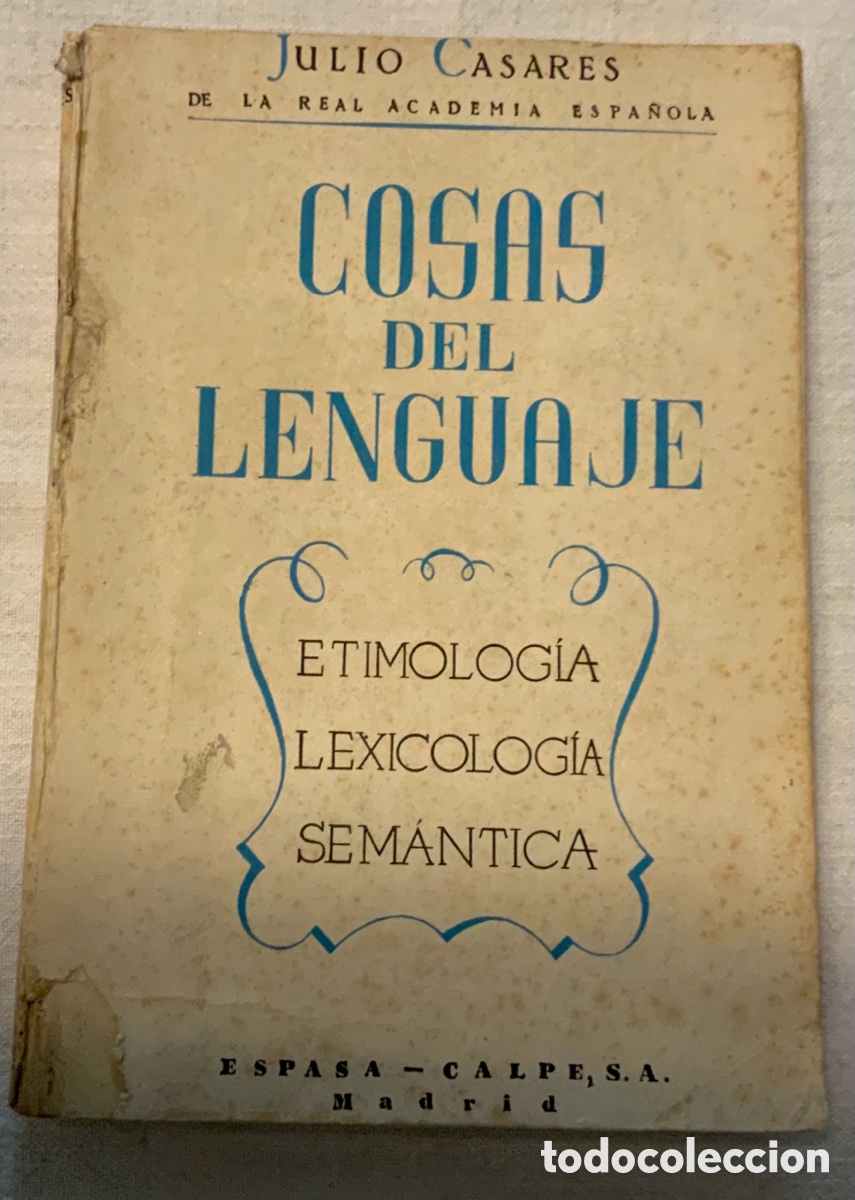 JULIO CASARES
DE LA REAL ACADEMIA ESPAÑOLA
S
COSAS
DEL
LENGUAJE
ETIMOLOGÍA
LEXICOLOGÍA
SEMÁNTICA
ESPASA – CALPE, S.A.
Madrid
todocoleccion